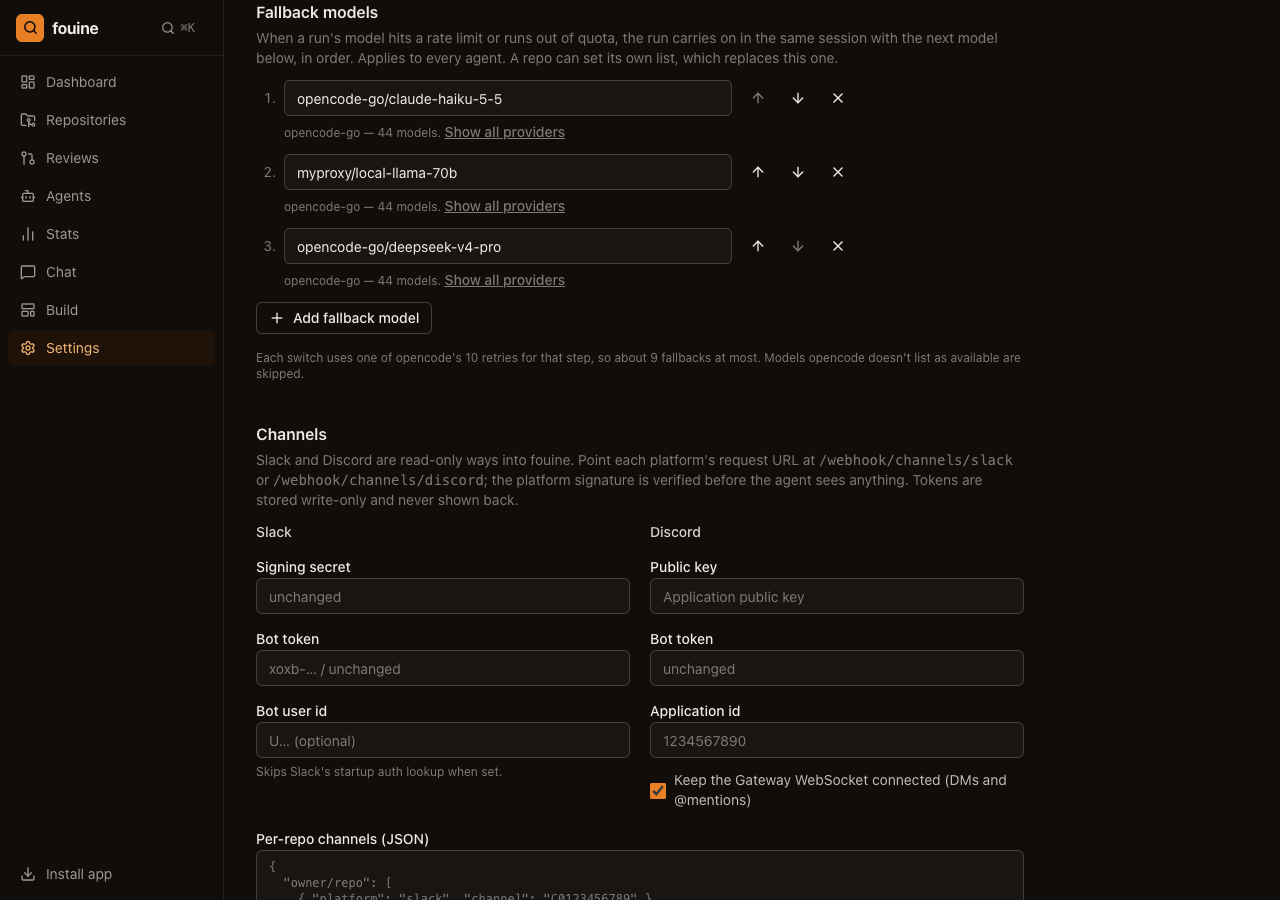 fouine
⌘K
Dashboard
Repositories
Reviews
Agents
Stats
Chat
Build
Settings
Install app
Fallback models
When a run's model hits a rate limit or runs out of quota, the run carries on in the same session with the next model
below, in order. Applies to every agent. A repo can set its own list, which replaces this one.
1. opencode-go/claude-haiku-5-5
opencode-go — 44 models. Show all providers
2. myproxy/local-llama-70b
opencode-go — 44 models. Show all providers
3. opencode-go/deepseek-v4-pro
opencode-go — 44 models. Show all providers
Add fallback model
Each switch uses one of opencode's 10 retries for that step, so about 9 fallbacks at most. Models opencode doesn't list as available are
skipped.
Channels
Slack and Discord are read-only ways into fouine. Point each platform's request URL at /webhook/channels/slack
or /webhook/channels/discord; the platform signature is verified before the agent sees anything. Tokens are
stored write-only and never shown back.
Slack
Signing secret
unchanged
Bot token
xoxb-... / unchanged
Bot user id
U... (optional)
Skips Slack's startup auth lookup when set.
Discord
Public key
Application public key
Bot token
unchanged
Application id
1234567890
Keep the Gateway WebSocket connected (DMs and
@mentions)
Per-repo channels (JSON)
{
"owner/repo": [
{ "platform": "slack", "channel": "C0123456789" }